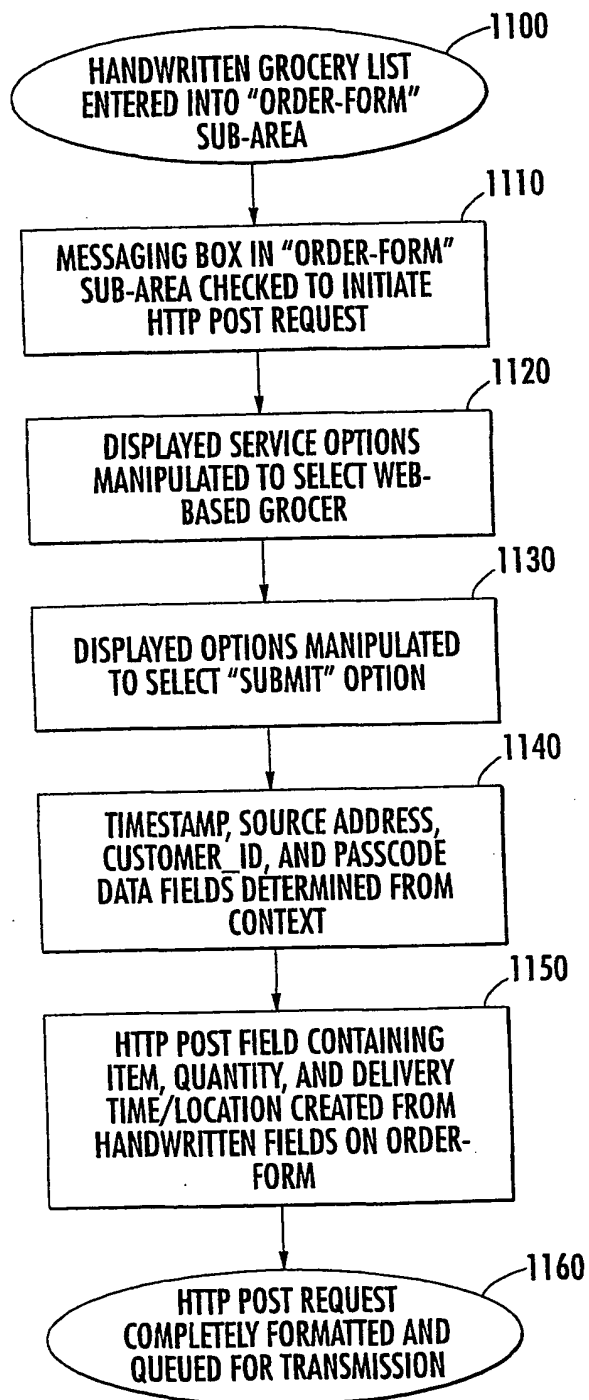 1100
HANDWRITTEN GROCERY LIST
ENTERED INTO "ORDER-FORM"
SUB-AREA
1110
MESSAGING BOX IN "ORDER-FORM"
SUB-AREA CHECKED TO INITIATE
HTTP POST REQUEST
1120
DISPLAYED SERVICE OPTIONS
MANIPULATED TO SELECT WEB-
BASED GROCER
1130
DISPLAYED OPTIONS MANIPULATED
TO SELECT "SUBMIT" OPTION
1140
TIMESTAMP, SOURCE ADDRESS,
CUSTOMER_ID, AND PASSCODE
DATA FIELDS DETERMINED FROM
CONTEXT
1150
HTTP POST FIELD CONTAINING
ITEM, QUANTITY, AND DELIVERY
TIME/LOCATION CREATED FROM
HANDWRITTEN FIELDS ON ORDER-
FORM
1160
HTTP POST REQUEST
COMPLETELY FORMATTED AND
QUEUED FOR TRANSMISSION